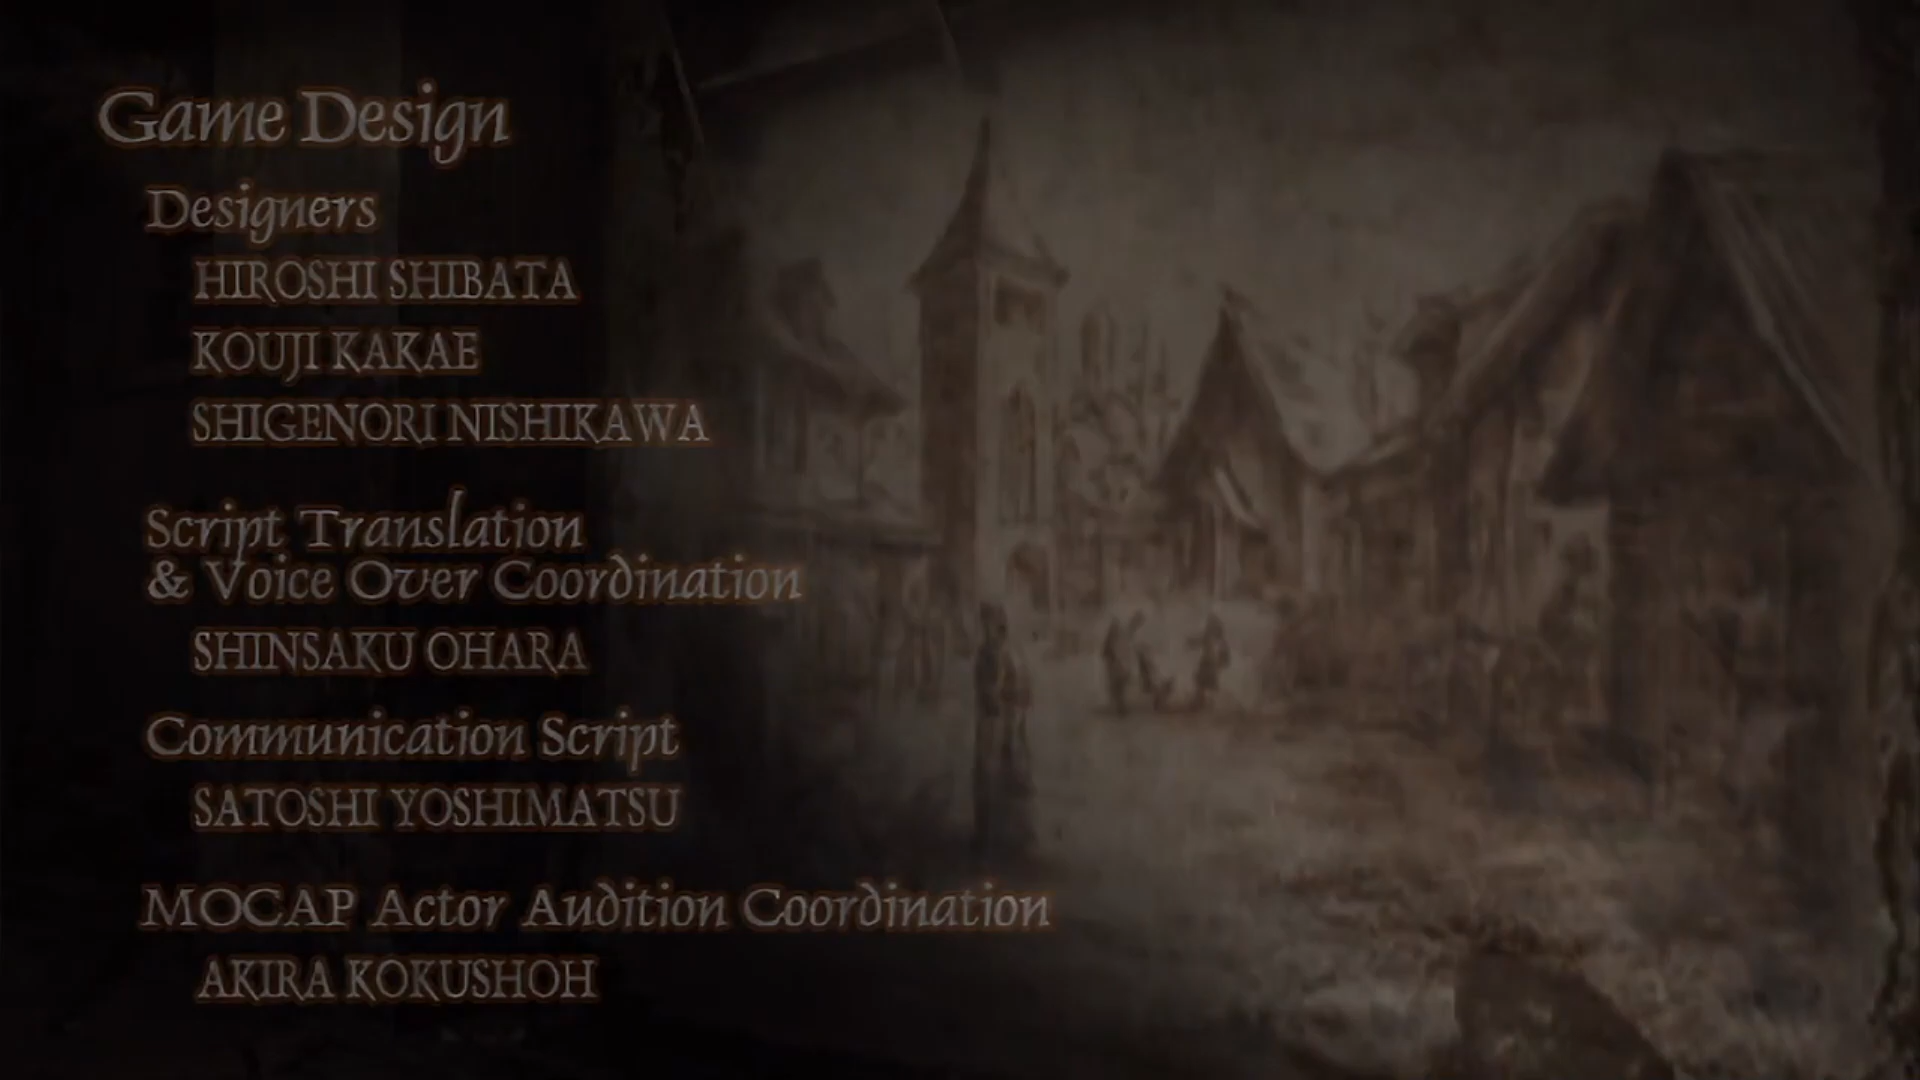 Game Design
Designers
HIROSHI SHIBATA
KOUJI KAKAE
SHIGENORI NISHIKAWA
Script Translation
& Voice Over Coordination
SHINSAKU OHARA
Communication Script
SATOSHI YOSHIMATSU
MOCAP Actor Audition Coordination
AKIRA KOKUSHOH